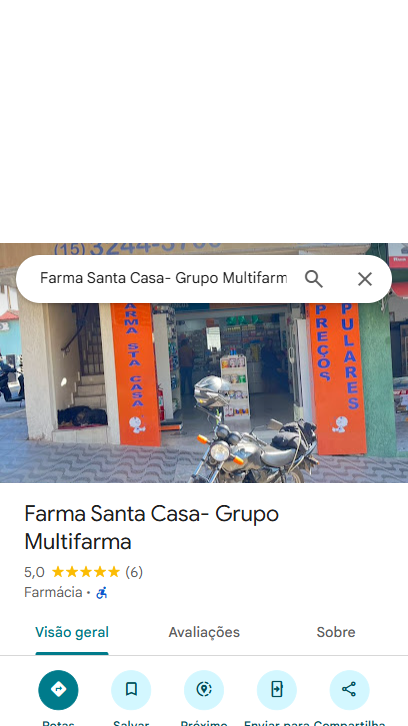 (15) 3244-3700
Farma Santa Casa- Grupo Multifarm
FARMA STA CASA
PREÇOS
POPULARES
Farma Santa Casa- Grupo
Multifarma
5,0 (6)
Farmácia ·
Visão geral Avaliações Sobre
Rotas Salvar Próximo Enviar para Compartilha